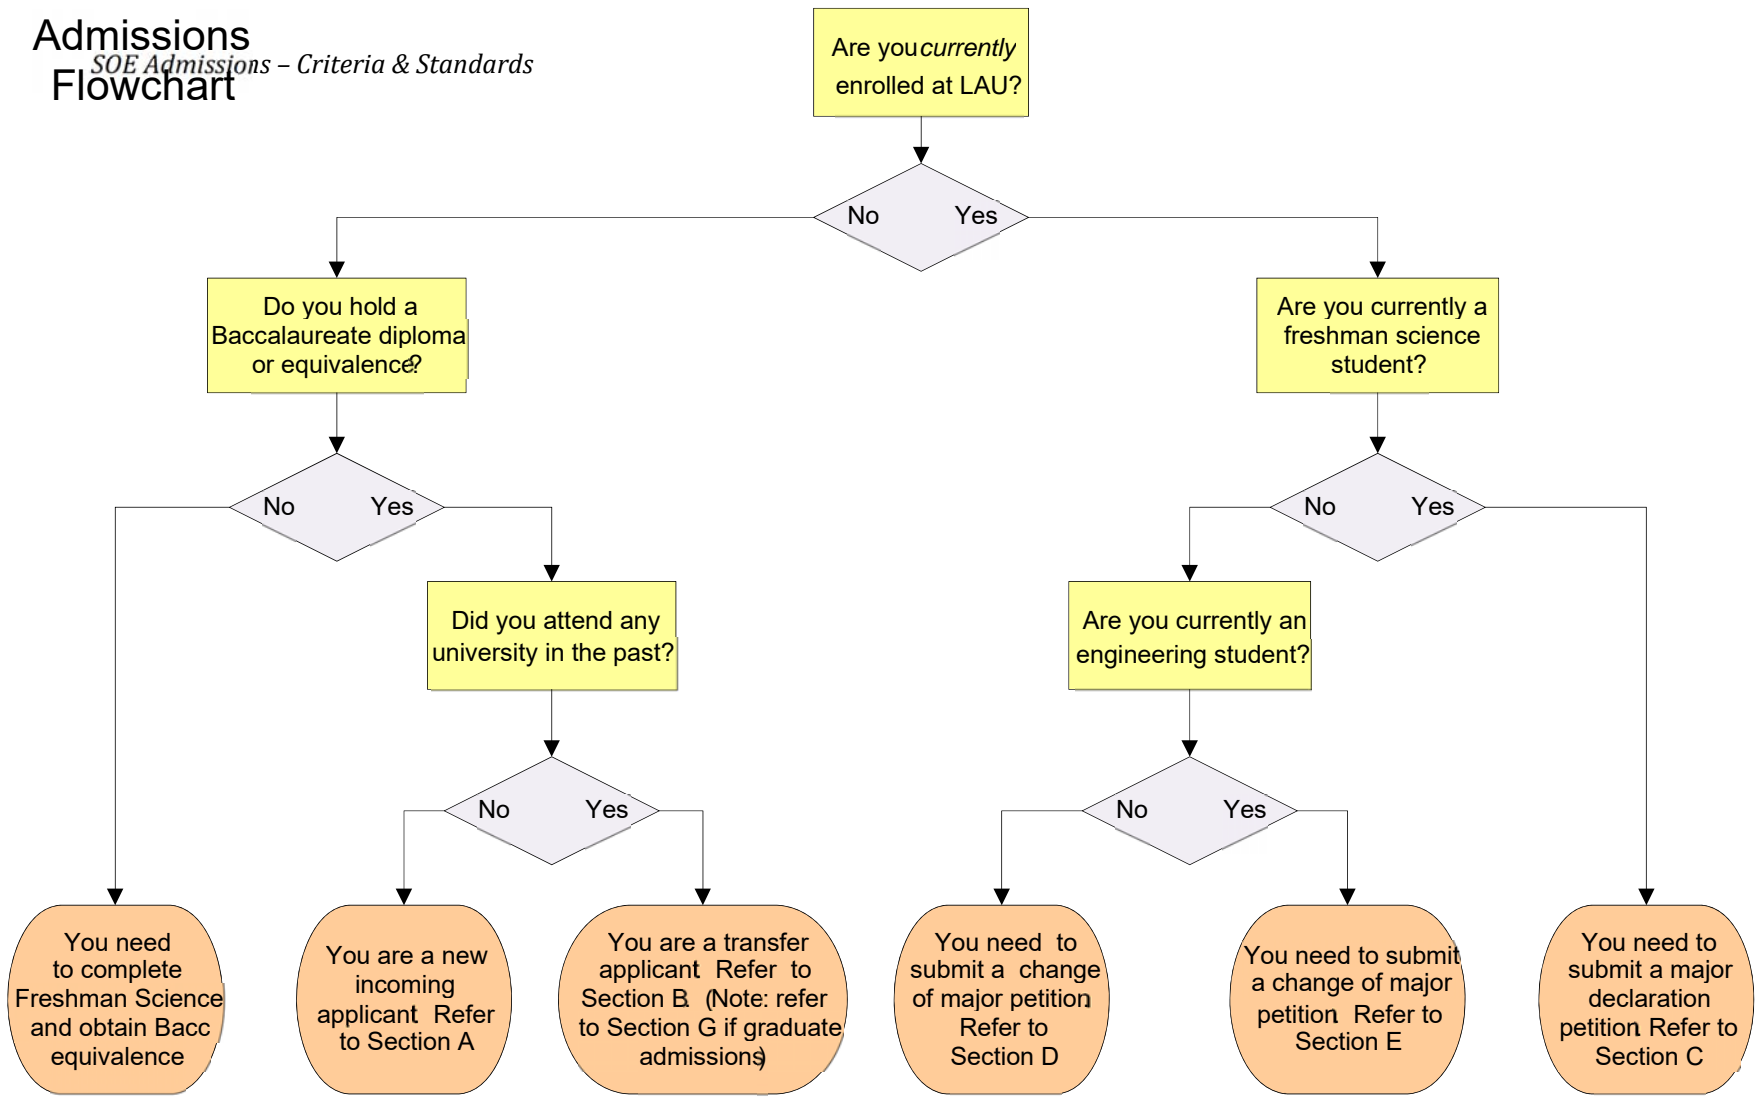 Admissions
Flowchart
SOE Admissions – Criteria & Standards
Are you currently
enrolled at LAU?
No Yes
Do you hold a
Baccalaureate diploma
or equivalence?
Are you currently a
freshman science
student?
No Yes
No Yes
Did you attend any
university in the past?
Are you currently an
engineering student?
No Yes
No Yes
You need
to complete
Freshman Science
and obtain Bacc
equivalence
You are a new
incoming
applicant. Refer
to Section A
You are a transfer
applicant. Refer to
Section B. (Note: refer
to Section G if graduate
admissions)
You need to
submit a change
of major petition.
Refer to
Section D
You need to submit
a change of major
petition. Refer to
Section E
You need to
submit a major
declaration
petition. Refer to
Section C